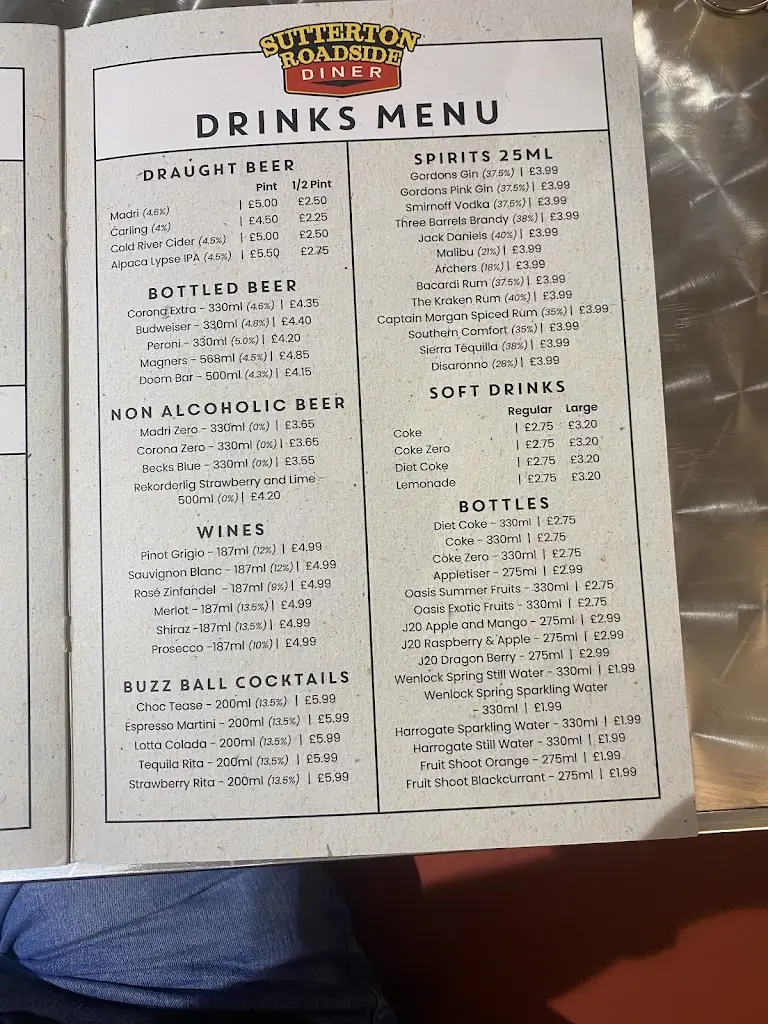 SUTTERTON
ROADSIDE
DINER
DRINKS MENU
DRAUGHT BEER
Pint 1/2 Pint
Madri (4.6%) | £5.00 £2.50
Carling (4%) | £4.50 £2.25
Cold River Cider (4.5%) | £5.00 £2.50
Alpaca Lypse IPA (4.5%) | £5.50 £2.75
BOTTLED BEER
Corona Extra - 330ml (4.6%) | £4.35
Budweiser - 330ml (4.8%) | £4.40
Peroni - 330ml (5.0%) | £4.20
Magners - 568ml (4.5%) | £4.85
Doom Bar - 500ml (4.3%) | £4.15
NON ALCOHOLIC BEER
Madri Zero - 330ml (0%) | £3.65
Corona Zero - 330ml (0%) | £3.65
Becks Blue - 330ml (0%) | £3.55
Rekorderlig Strawberry and Lime -
500ml (0%) | £4.20
WINES
Pinot Grigio - 187ml (12%) | £4.99
Sauvignon Blanc - 187ml (12%) | £4.99
Rosé Zinfandel - 187ml (9%) | £4.99
Merlot - 187ml (13.5%) | £4.99
Shiraz -187ml (13.5%) | £4.99
Prosecco -187ml (10%) | £4.99
BUZZ BALL COCKTAILS
Choc Tease - 200ml (13.5%) | £5.99
Espresso Martini - 200ml (13.5%) | £5.99
Lotta Colada - 200ml (13.5%) | £5.99
Tequila Rita - 200ml (13.5%) | £5.99
Strawberry Rita - 200ml (13.5%) | £5.99
SPIRITS 25ML
Gordons Gin (37.5%) | £3.99
Gordons Pink Gin (37.5%) | £3.99
Smirnoff Vodka (37.5%) | £3.99
Three Barrels Brandy (38%) | £3.99
Jack Daniels (40%) | £3.99
Malibu (21%) | £3.99
Archers (18%) | £3.99
Bacardi Rum (37.5%) | £3.99
The Kraken Rum (40%) | £3.99
Captain Morgan Spiced Rum (35%) | £3.99
Southern Comfort (35%) | £3.99
Sierra Tequilla (38%) | £3.99
Disaronno (28%) | £3.99
SOFT DRINKS
Regular Large
Coke | £2.75 £3.20
Coke Zero | £2.75 £3.20
Diet Coke | £2.75 £3.20
Lemonade | £2.75 £3.20
BOTTLES
Diet Coke - 330ml | £2.75
Coke - 330ml | £2.75
Coke Zero - 330ml | £2.75
Appletiser - 275ml | £2.99
Oasis Summer Fruits - 330ml | £2.75
Oasis Exotic Fruits - 330ml | £2.75
J20 Apple and Mango - 275ml | £2.99
J20 Raspberry & Apple - 275ml | £2.99
J20 Dragon Berry - 275ml | £2.99
Wenlock Spring Still Water - 330ml | £1.99
Wenlock Spring Sparkling Water
- 330ml | £1.99
Harrogate Sparkling Water - 330ml | £1.99
Harrogate Still Water - 330ml | £1.99
Fruit Shoot Orange - 275ml | £1.99
Fruit Shoot Blackcurrant - 275ml | £1.99